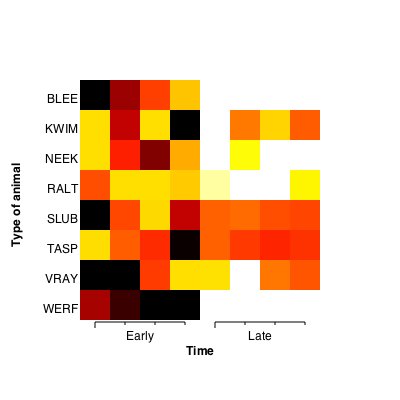 BLEE
KWIM
NEEK
RALT
SLUB
TASP
VRAY
WERF
Type of animal
Early Late
Time